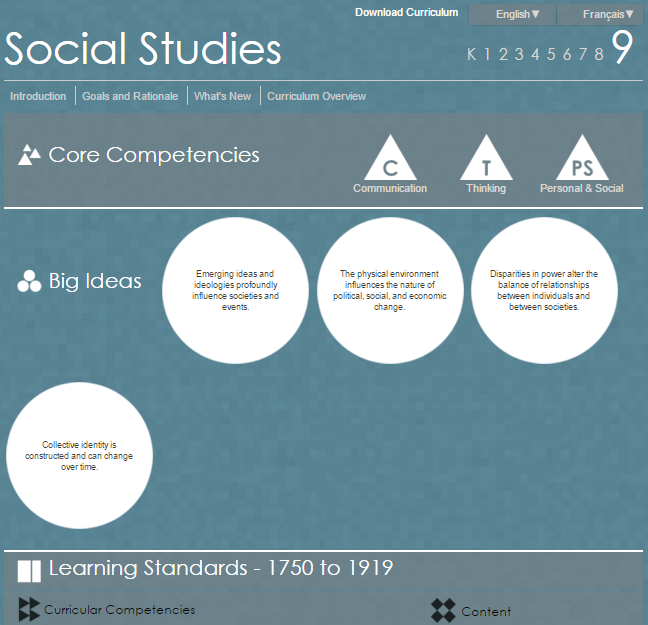 Download Curriculum English▼ Français▼
Social Studies
K 1 2 3 4 5 6 7 8 9
Introduction Goals and Rationale What's New Curriculum Overview
Core Competencies
C T PS
Communication Thinking Personal & Social
Big Ideas
Emerging ideas and
ideologies profoundly
influence societies and
events.
The physical environment
influences the nature of
political, social, and economic
change.
Disparities in power alter the
balance of relationships
between individuals and
between societies.
Collective identity is
constructed and can change
over time.
Learning Standards - 1750 to 1919
Curricular Competencies Content